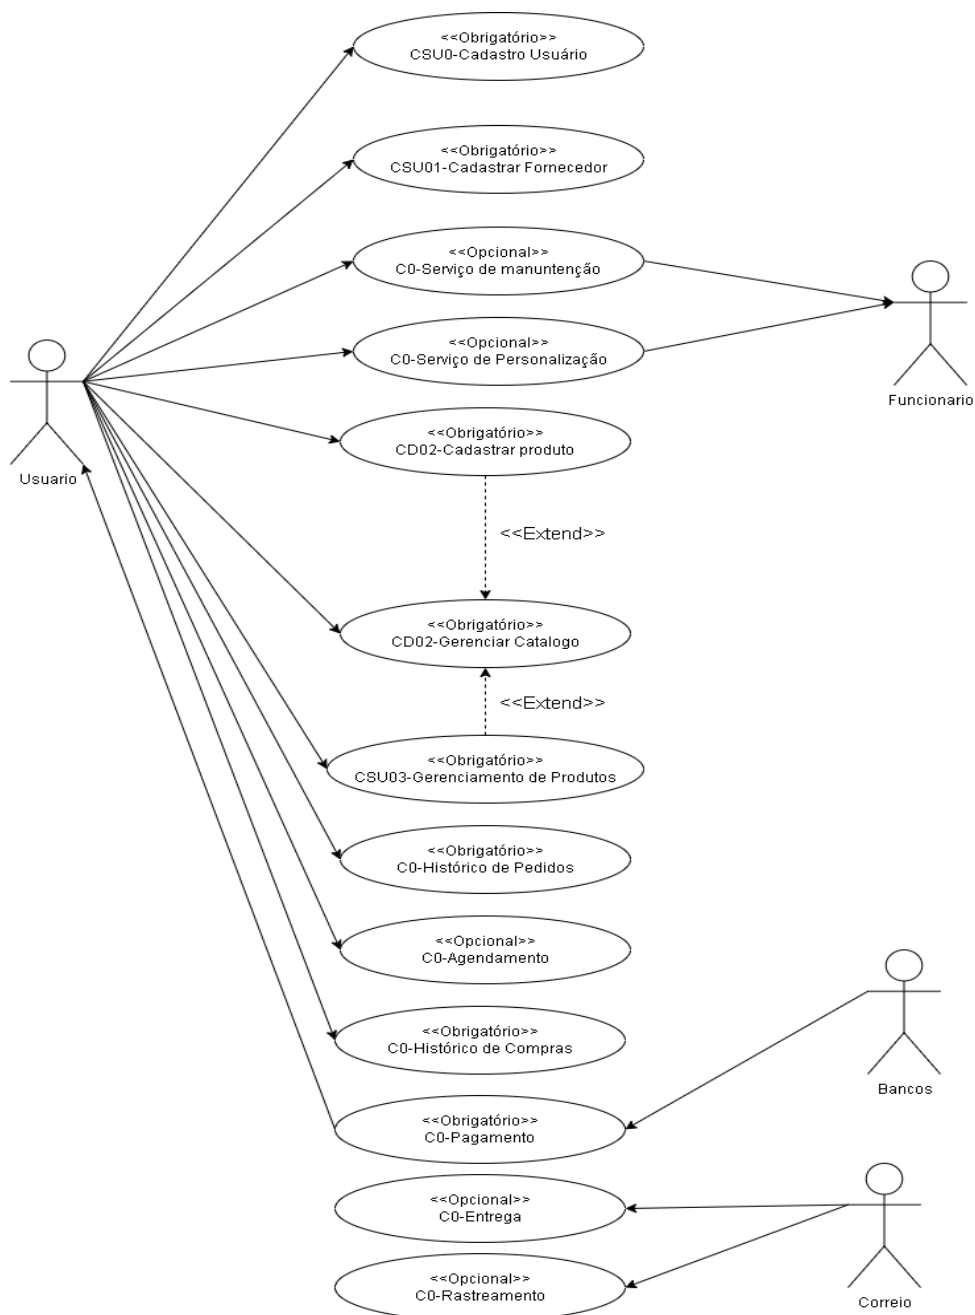 <<Obrigatório>>
CSU0-Cadastro Usuário
<<Obrigatório>>
CSU01-Cadastrar Fornecedor
<<Opcional>>
C0-Serviço de manuntenção
<<Opcional>>
C0-Serviço de Personalização
Funcionario
<<Obrigatório>>
CD02-Cadastrar produto
Usuario
<<Extend>>
<<Obrigatório>>
CD02-Gerenciar Catalogo
<<Extend>>
<<Obrigatório>>
CSU03-Gerenciamento de Produtos
<<Obrigatório>>
C0-Histórico de Pedidos
<<Opcional>>
C0-Agendamento
<<Obrigatório>>
C0-Histórico de Compras
Bancos
<<Obrigatório>>
C0-Pagamento
<<Opcional>>
C0-Entrega
<<Opcional>>
C0-Rastreamento
Correio